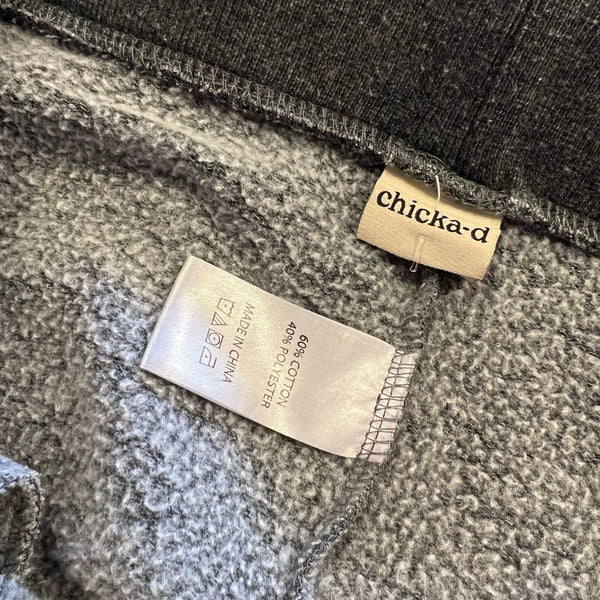 chicka-d
60% COTTON
40% POLYESTER
MADE IN CHINA